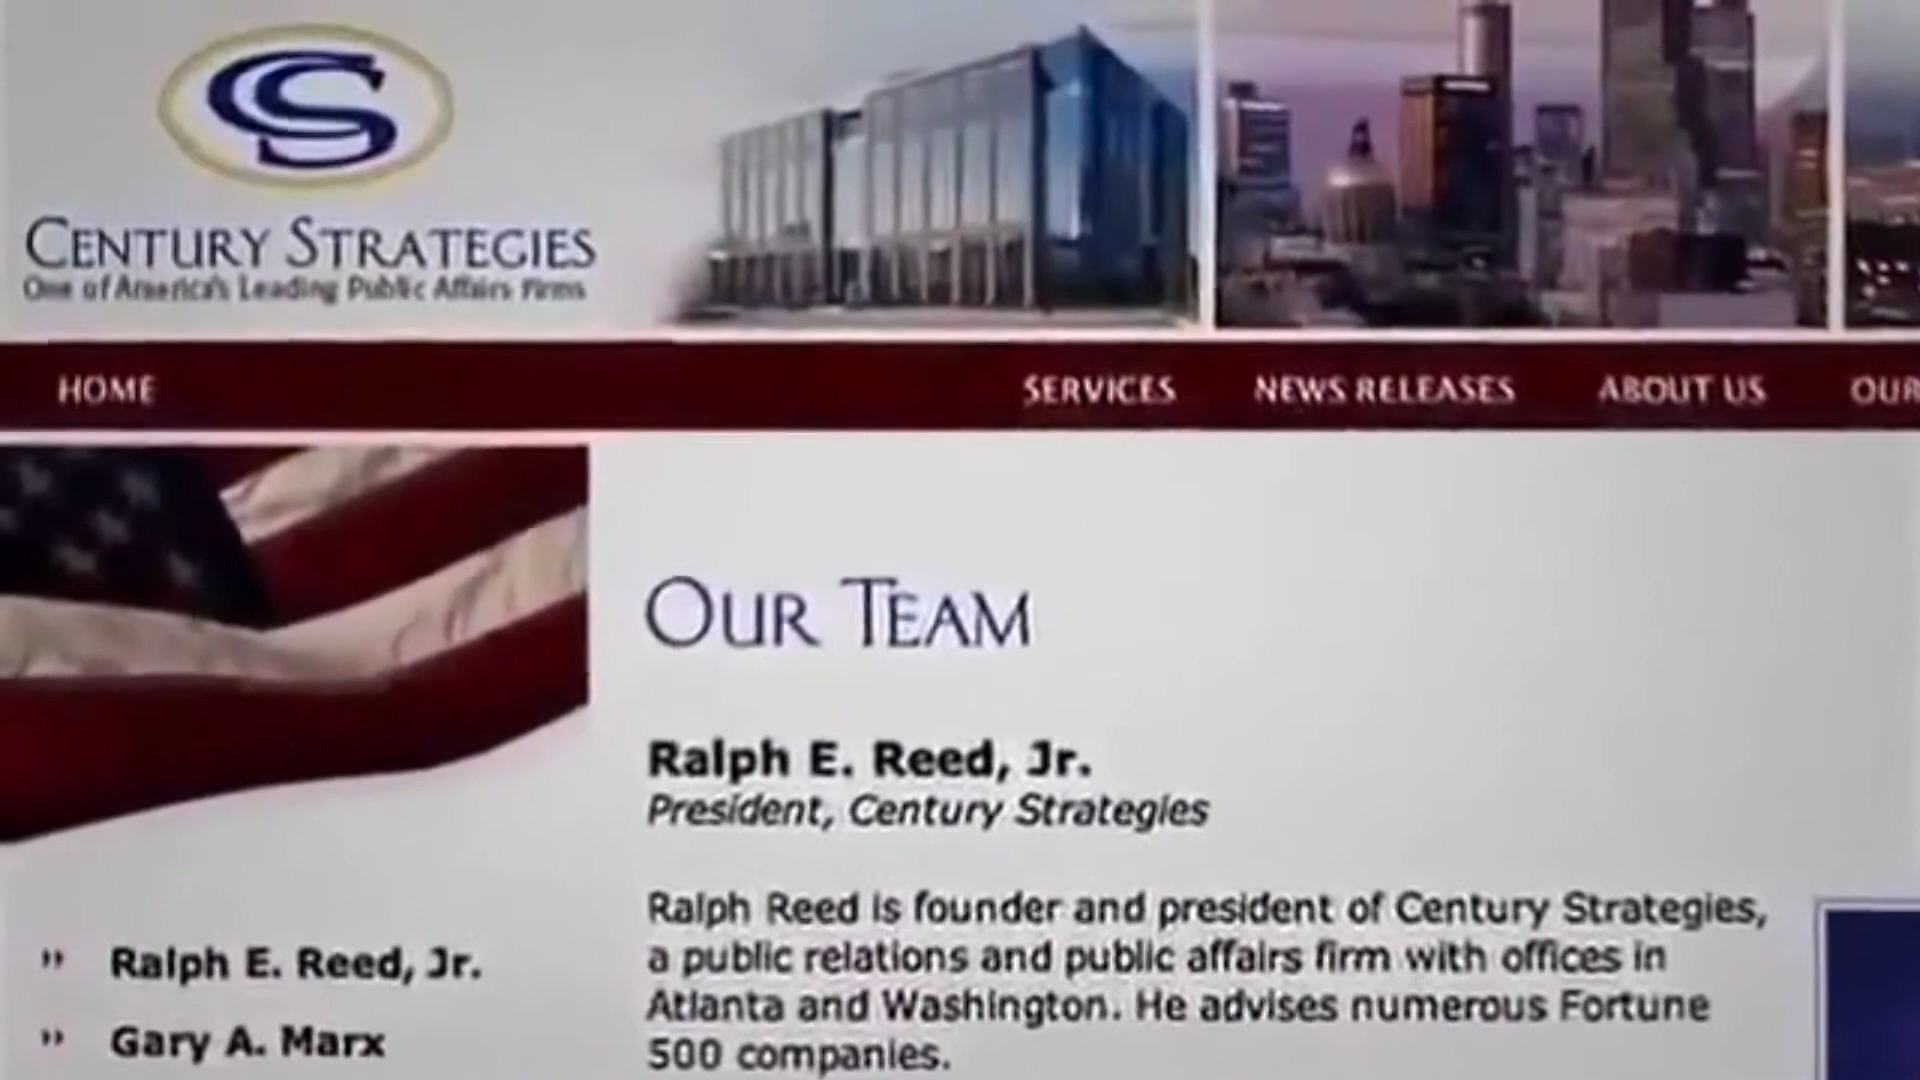 CS
CENTURY STRATEGIES
One of America's Leading Public Affairs Firms
HOME
SERVICES
NEWS RELEASES
ABOUT US
OUR
OUR TEAM
Ralph E. Reed, Jr.
President, Century Strategies
Ralph Reed is founder and president of Century Strategies,
a public relations and public affairs firm with offices in
Atlanta and Washington. He advises numerous Fortune
500 companies.
Ralph E. Reed, Jr.
Gary A. Marx